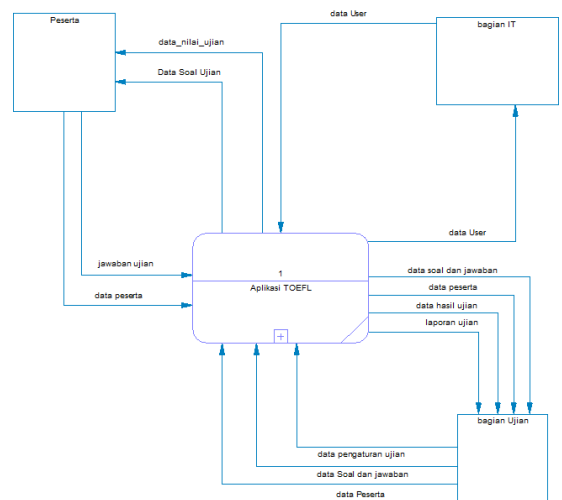 data User
Peserta
bagian IT
data_nilai_ujian
Data Soal Ujian
data User
jawaban ujian
1
data soal dan jawaban
Aplikasi TOEFL
data peserta
data peserta
data hasil ujian
laporan ujian
bagian Ujian
data pengaturan ujian
data Soal dan jawaban
data Peserta